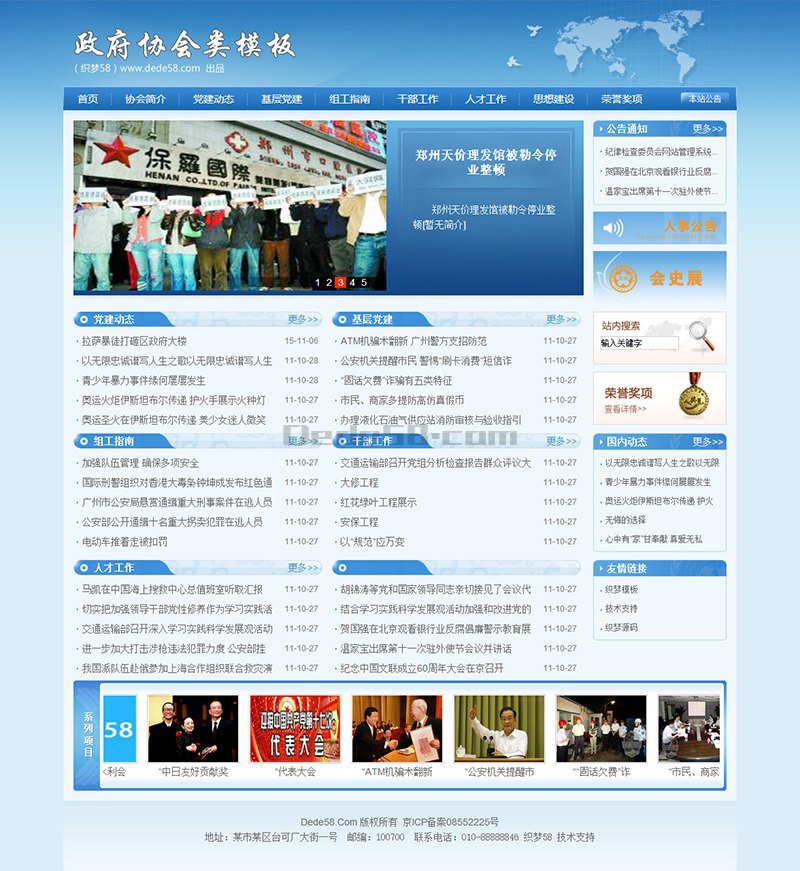 政府协会类模板
（织梦58）www.dede58.com 出品
首页 协会简介 党建动态 基层党建 组工指南 干部工作 人才工作 思想建设 荣誉奖项 本站公告
保羅國際
HENAN CO.,LTD.OF
郑州市口
1 2 3 4 5
郑州天价理发馆被勒令停
业整顿
郑州天价理发馆被勒令停业整
顿[暂无简介]
公告通知 更多>>
纪律检查委员会网站管理系统...
贺国强在北京观看银行业反腐...
温家宝出席第十一次驻外使节...
人事公告
会史展
站内搜索
输入关键字
荣誉奖项
查看详情>>
党建动态 更多>>
拉萨暴徒打砸区政府大楼 15-11-06
以无限忠诚谱写人生之歌以无限忠诚谱写人生 11-10-28
青少年暴力事件缘何屡屡发生 11-10-28
奥运火炬伊斯坦布尔传递 护火手展示火种灯 11-10-27
奥运圣火在伊斯坦布尔传递 美少女迷人微笑 11-10-27
基层党建 更多>>
ATM机骗术翻新 广州警方支招防范 11-10-27
公安机关提醒市民 警惕"刷卡消费"短信诈 11-10-27
"固话欠费"诈骗有五类特征 11-10-27
市民、商家多提防高仿真假币 11-10-27
办理液化石油气供应站消防审核与验收指引 11-10-27
Dede58.com
组工指南 更多>>
加强队伍管理 确保多项安全 11-10-27
国际刑警组织对香港大毒枭钟坤成发布红色通 11-10-27
广州市公安局悬赏通缉重大刑事案件在逃人员 11-10-27
公安部公开通缉十名重大拐卖犯罪在逃人员 11-10-27
电动车推着走被扣罚 11-10-27
干部工作 更多>>
交通运输部召开党组分析检查报告群众评议大 11-10-27
大修工程 11-10-27
红花绿叶工程展示 11-10-27
安保工程 11-10-27
以"规范"应万变 11-10-27
国内动态 更多>>
以无限忠诚谱写人生之歌以无限
青少年暴力事件缘何屡屡发生
奥运火炬伊斯坦布尔传递 护火
无悔的选择
心中有"家"甘奉献 真爱无私
人才工作 更多>>
马凯在中国海上搜救中心总值班室听取汇报 11-10-27
切实把加强领导干部党性修养作为学习实践活 11-10-27
交通运输部召开深入学习实践科学发展观活动 11-10-27
进一步加大打击涉枪违法犯罪力度 公安部挂 11-10-27
我国派队伍赴俄参加上海合作组织联合救灾演 11-10-27
胡锦涛等党和国家领导同志亲切接见了会议代 11-10-27
结合学习实践科学发展观活动加强和改进党的 11-10-27
贺国强在北京观看银行业反腐倡廉警示教育展 11-10-27
温家宝出席第十一次驻外使节会议并讲话 11-10-27
纪念中国文联成立60周年大会在京召开 11-10-27
友情链接
织梦模板
技术支持
织梦源码
系列项目
58
迎祖中国共产党第十七次
代表大会
利会 "中日友好贡献奖 "代表大会 "ATM机骗术翻新 "公安机关提醒市 ""固话欠费"诈 "市民、商家
Dede58.Com 版权所有 京ICP备案08552225号
地址：某市某区台可厂大街一号 邮编：100700 联系电话：010-88888846 织梦58 技术支持